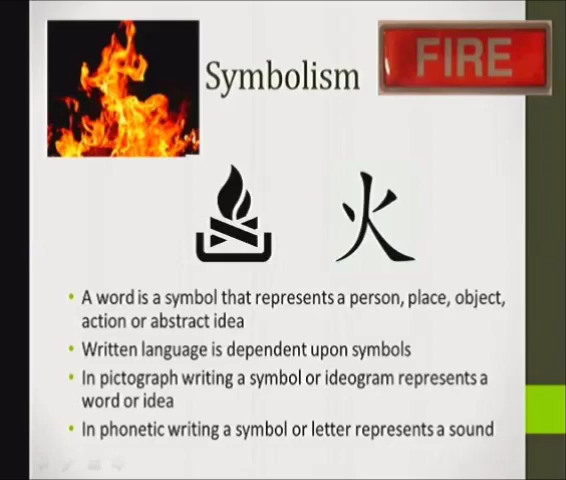 Symbolism
FIRE
火
• A word is a symbol that represents a person, place, object,
action or abstract idea
• Written language is dependent upon symbols
• In pictograph writing a symbol or ideogram represents a
word or idea
• In phonetic writing a symbol or letter represents a sound